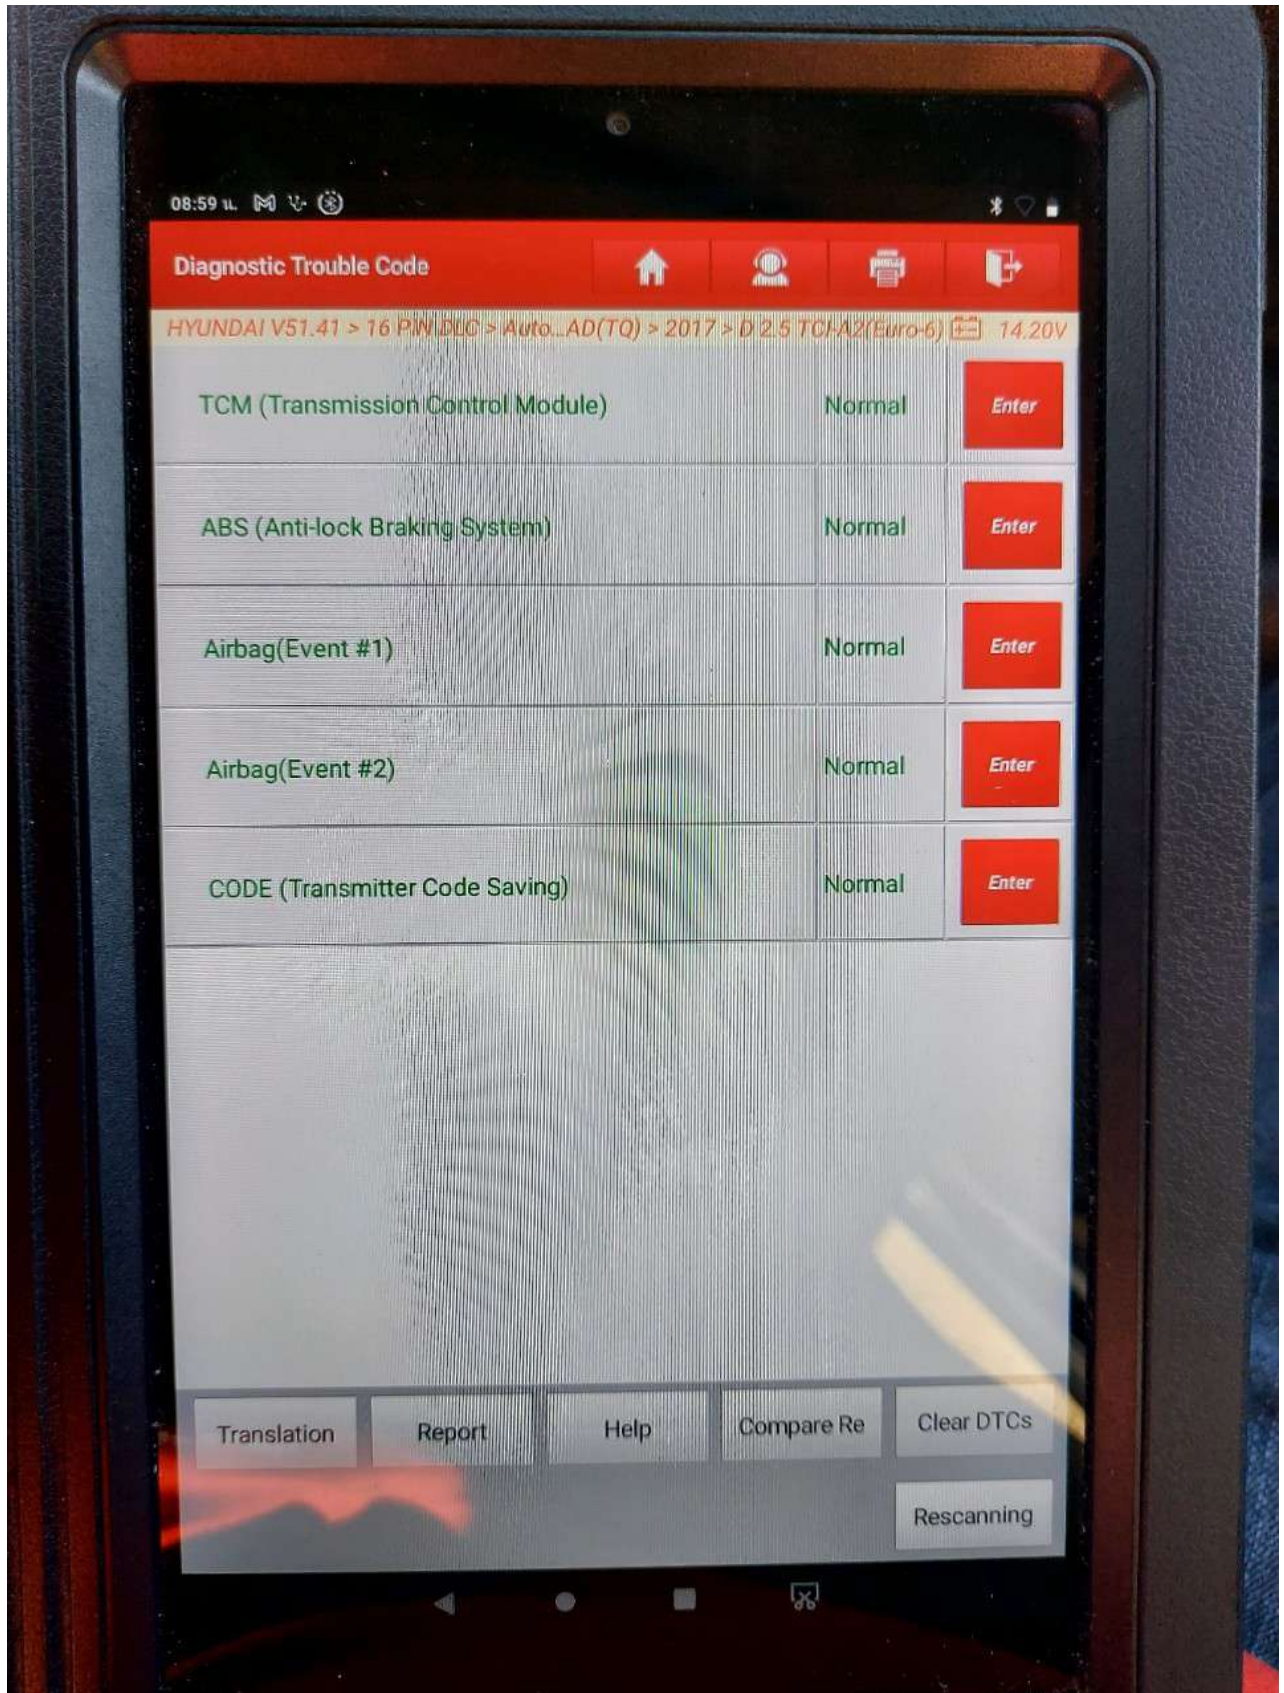 08:59 น.
Diagnostic Trouble Code
HYUNDAI V51.41 > 16 PIN DLC > Auto...AD(TQ) > 2017 > D 2.5 TCI-A2(Euro-6) 14.20V
TCM (Transmission Control Module) Normal Enter
ABS (Anti-lock Braking System) Normal Enter
Airbag(Event #1) Normal Enter
Airbag(Event #2) Normal Enter
CODE (Transmitter Code Saving) Normal Enter
Translation Report Help Compare Re Clear DTCs
Rescanning